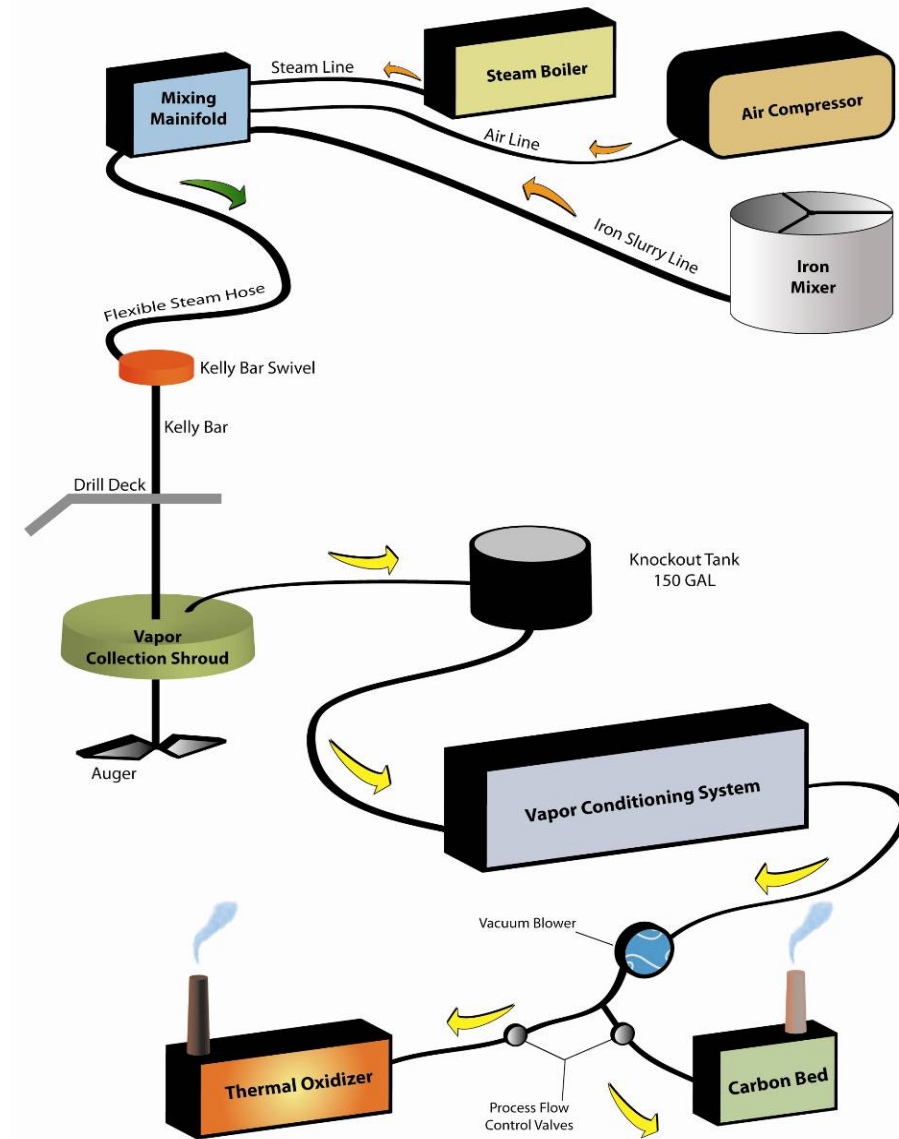 Steam Line
Steam Boiler
Mixing
Mainifold
Air Compressor
Air Line
Iron Slurry Line
Iron
Mixer
Flexible Steam Hose
Kelly Bar Swivel
Kelly Bar
Drill Deck
Knockout Tank
150 GAL
Vapor
Collection Shroud
Auger
Vapor Conditioning System
Vacuum Blower
Thermal Oxidizer
Carbon Bed
Process Flow
Control Valves